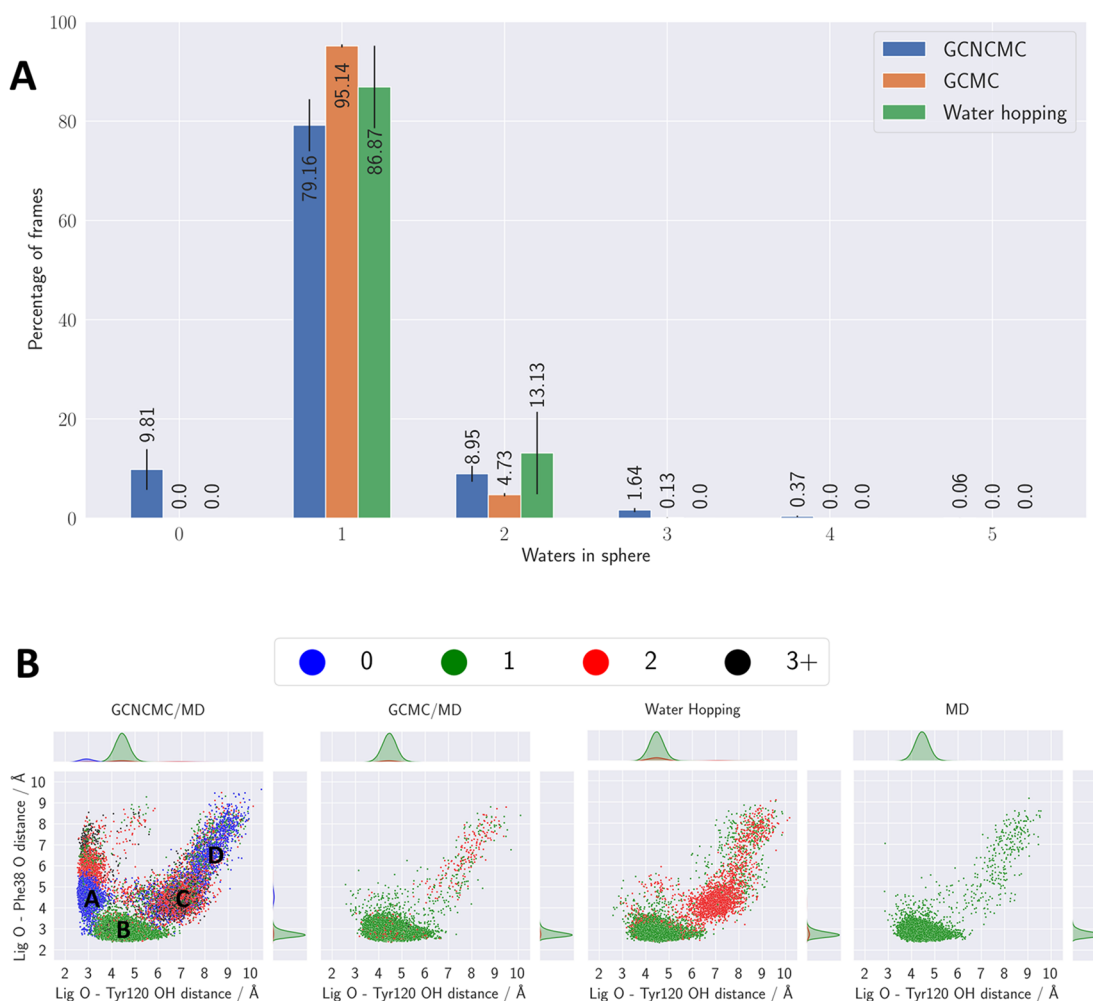 A
100
80
60
40
20
0
Percentage of frames
GCNCMC
GCMC
Water hopping
9.81
0.0
0.0
79.16
95.14
86.87
8.95
4.73
13.13
1.64
0.13
0.0
0.37
0.0
0.0
0.06
0.0
0.0
0 1 2 3 4 5
Waters in sphere
B
0 1 2 3+
GCNCMC/MD GCMC/MD Water Hopping MD
10
9
8
7
6
5
4
3
2
Lig O - Phe38 O distance / Å
A
B
C
D
2 3 4 5 6 7 8 9 10
2 3 4 5 6 7 8 9 10
2 3 4 5 6 7 8 9 10
2 3 4 5 6 7 8 9 10
Lig O - Tyr120 OH distance / Å
Lig O - Tyr120 OH distance / Å
Lig O - Tyr120 OH distance / Å
Lig O - Tyr120 OH distance / Å